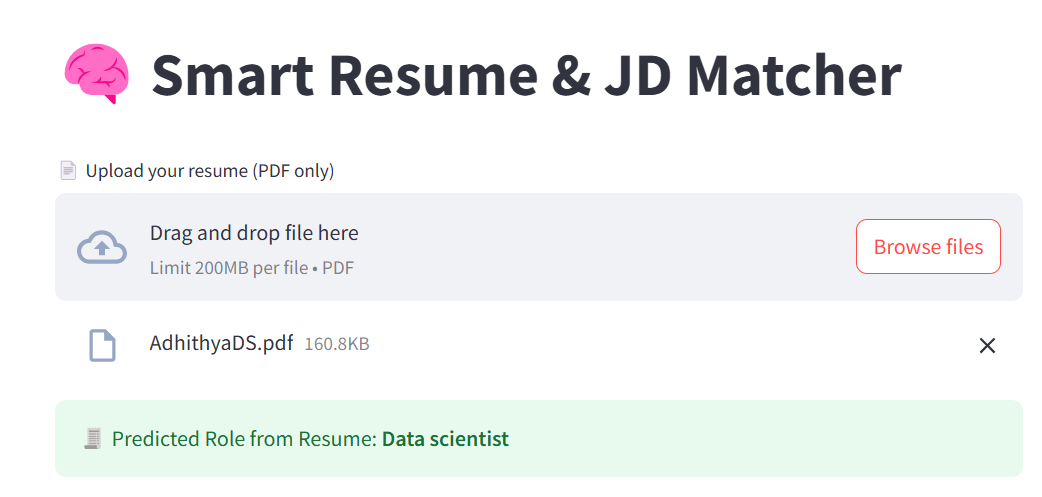 Smart Resume & JD Matcher
Upload your resume (PDF only)
Drag and drop file here
Limit 200MB per file • PDF
Browse files
AdhithyaDS.pdf 160.8KB
Predicted Role from Resume: Data scientist